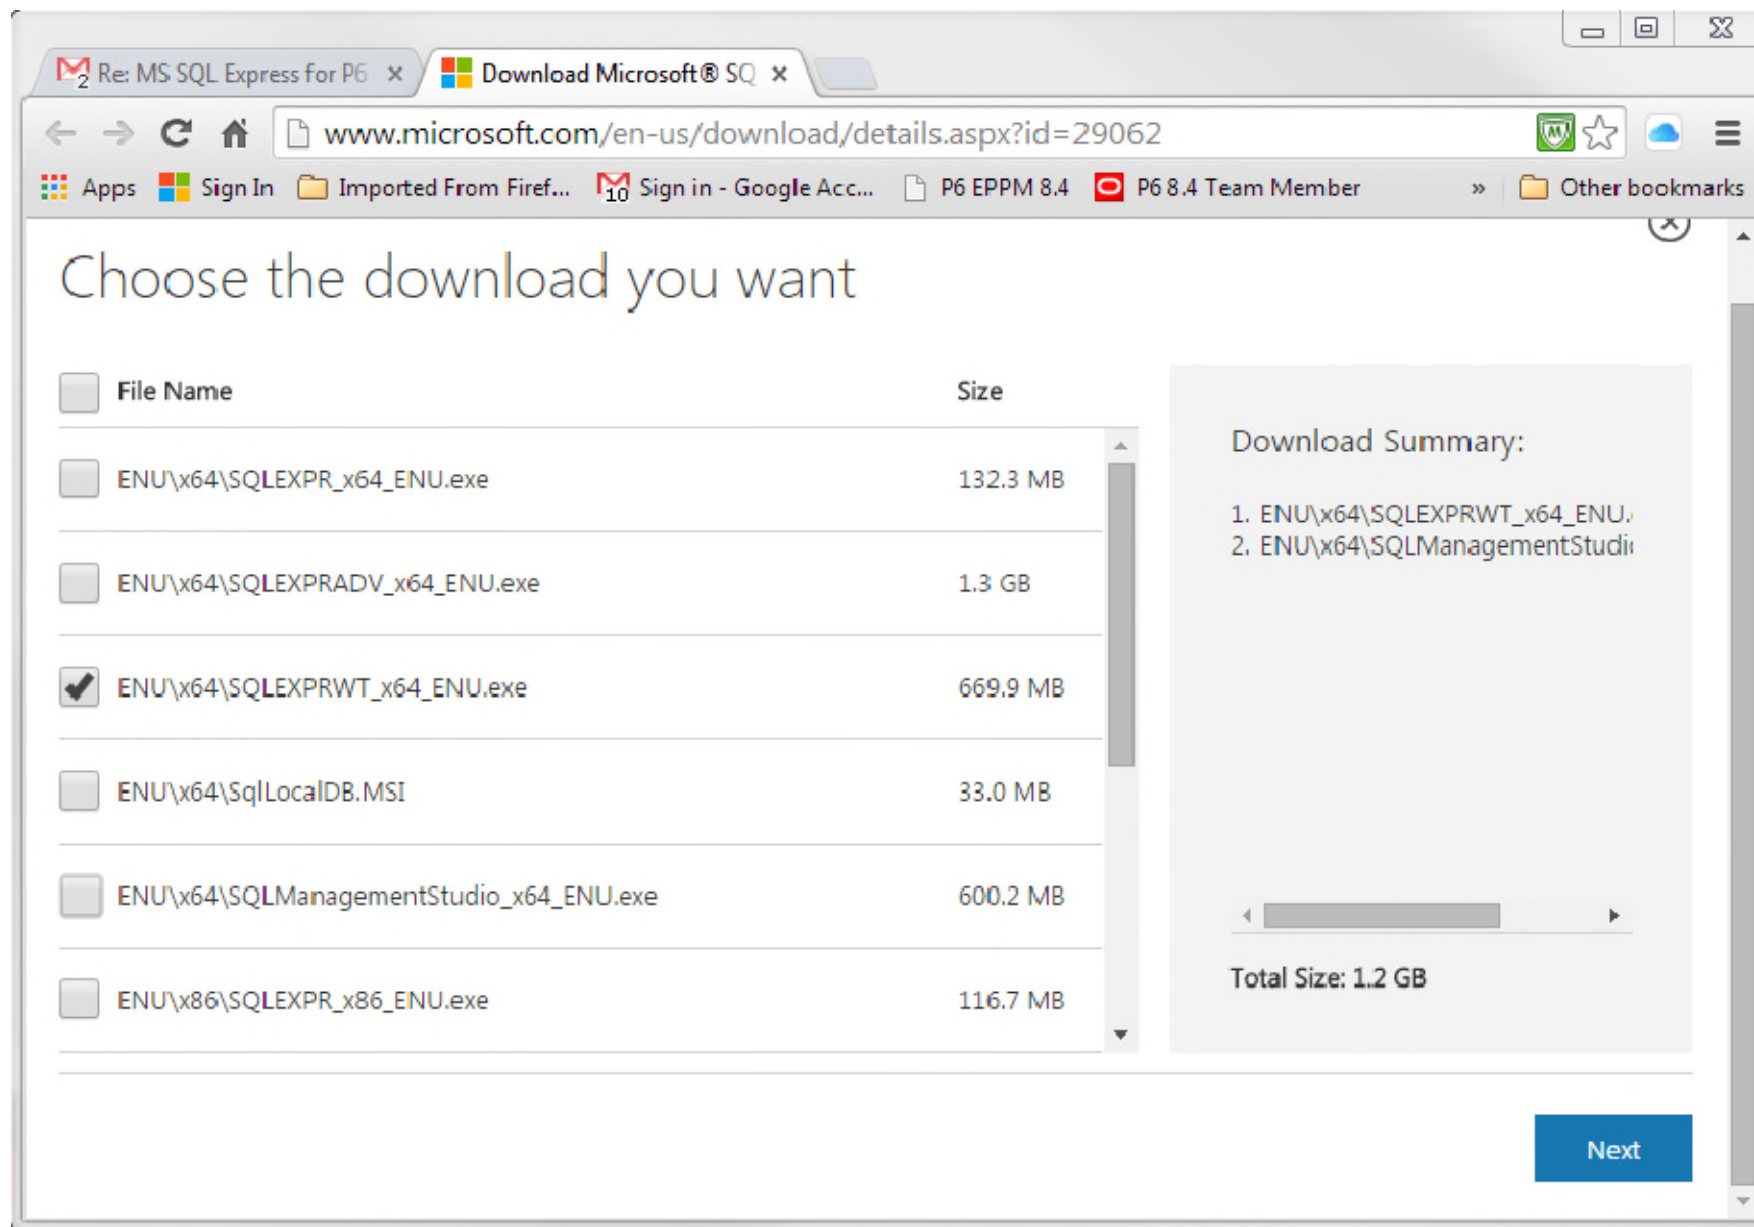 Re: MS SQL Express for P6
Download Microsoft® SQ
www.microsoft.com/en-us/download/details.aspx?id=29062
Apps Sign In Imported From Firef... Sign in - Google Acc... P6 EPPM 8.4 P6 8.4 Team Member » Other bookmarks
Choose the download you want
File Name Size
ENU\x64\SQLEXPR_x64_ENU.exe 132.3 MB
ENU\x64\SQLEXPRADV_x64_ENU.exe 1.3 GB
ENU\x64\SQLEXPRWT_x64_ENU.exe 669.9 MB
ENU\x64\SqlLocalDB.MSI 33.0 MB
ENU\x64\SQLManagementStudio_x64_ENU.exe 600.2 MB
ENU\x86\SQLEXPR_x86_ENU.exe 116.7 MB
Download Summary:
1. ENU\x64\SQLEXPRWT_x64_ENU.
2. ENU\x64\SQLManagementStudi
Total Size: 1.2 GB
Next